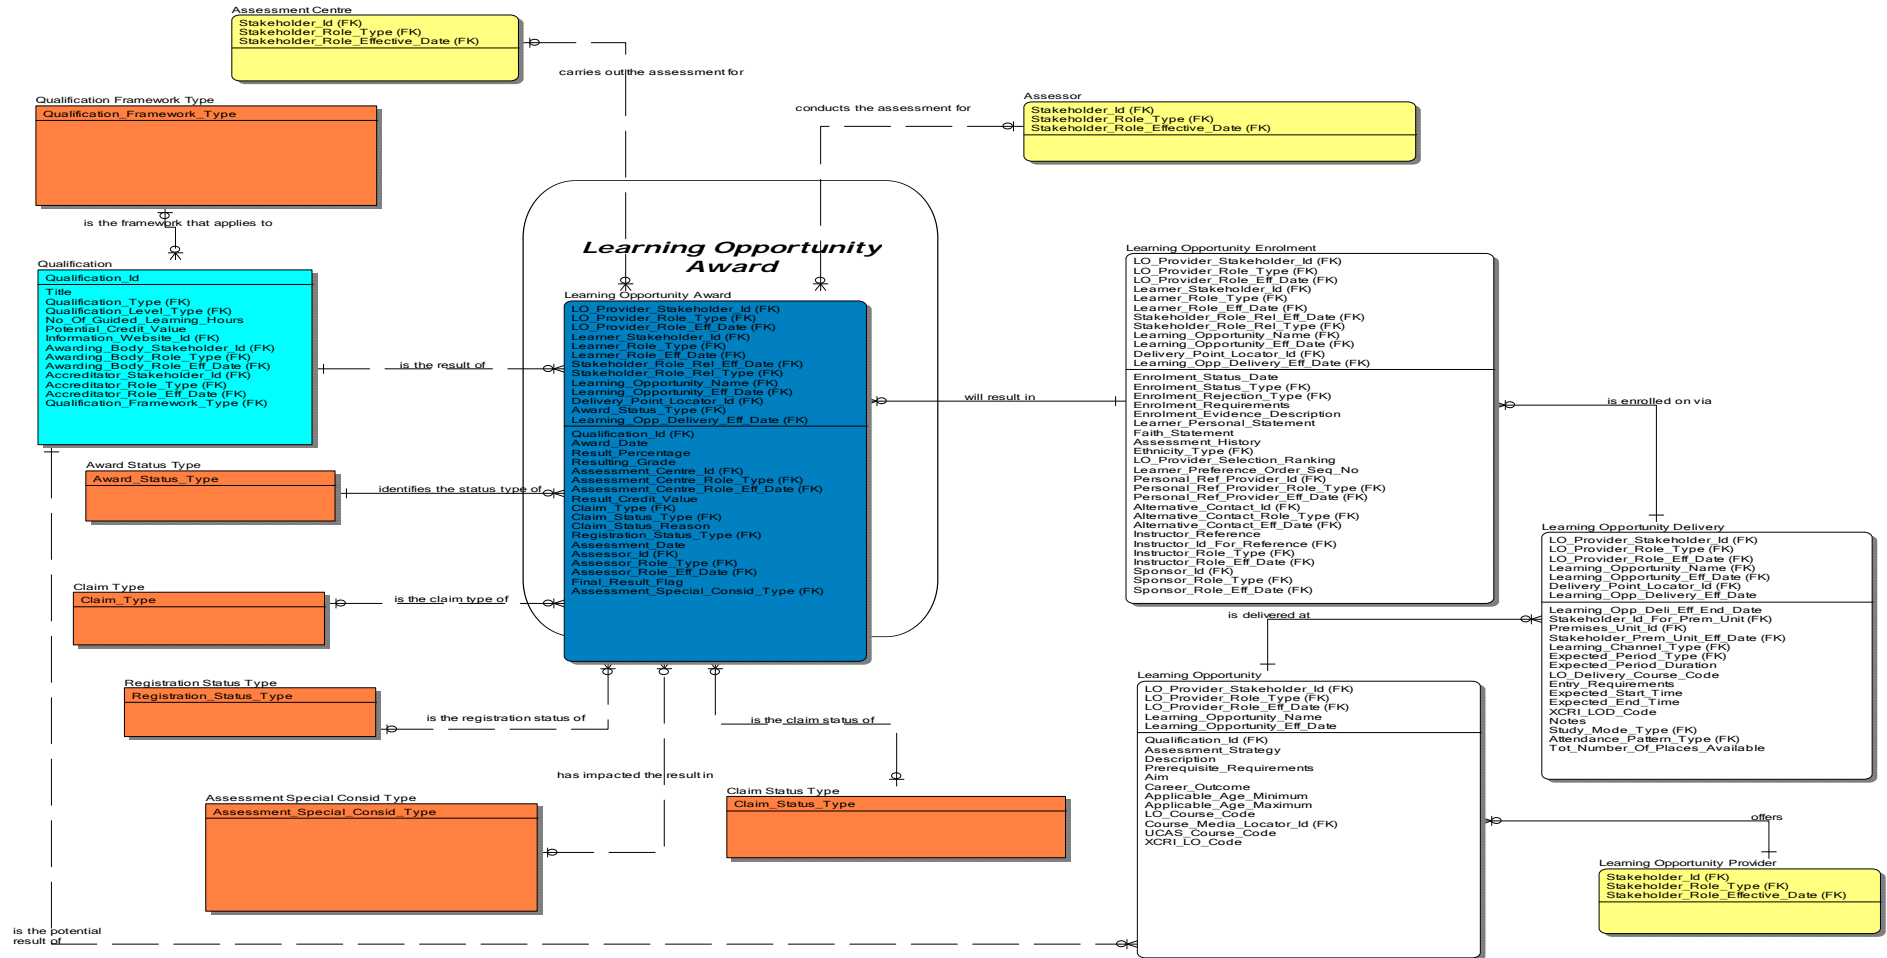 Assessment Centre
Stakeholder_Id (FK)
Stakeholder_Role_Type (FK)
Stakeholder_Role_Effective_Date (FK)
carries out the assessment for
Qualification Framework Type
Qualification_Framework_Type
is the framework that applies to
conducts the assessment for
Assessor
Stakeholder_Id (FK)
Stakeholder_Role_Type (FK)
Stakeholder_Role_Effective_Date (FK)
Learning Opportunity
Award
Qualification
Qualification_Id
Title
Qualification_Type (FK)
Qualification_Level_Type (FK)
No_Of_Guided_Learning_Hours
Potential_Credit_Value
Information_Website_Id (FK)
Awarding_Body_Stakeholder_Id (FK)
Awarding_Body_Role_Type (FK)
Awarding_Body_Role_Eff_Date (FK)
Accreditator_Stakeholder_Id (FK)
Accreditator_Role_Type (FK)
Accreditator_Role_Eff_Date (FK)
Qualification_Framework_Type (FK)
is the result of
Learning Opportunity Award
LO_Provider_Stakeholder_Id (FK)
LO_Provider_Role_Type (FK)
LO_Provider_Role_Eff_Date (FK)
Learner_Stakeholder_Id (FK)
Learner_Role_Type (FK)
Learner_Role_Eff_Date (FK)
Stakeholder_Role_Rel_Eff_Date (FK)
Stakeholder_Role_Rel_Type (FK)
Learning_Opportunity_Name (FK)
Learning_Opportunity_Eff_Date (FK)
Delivery_Point_Locator_Id (FK)
Award_Status_Type (FK)
Learning_Opp_Delivery_Eff_Date (FK)
Qualification_Id (FK)
Award_Date
Result_Percentage
Resulting_Grade
Assessment_Centre_Id (FK)
Assessment_Centre_Role_Type (FK)
Assessment_Centre_Role_Eff_Date (FK)
Result_Credit_Value
Claim_Type (FK)
Claim_Status_Type (FK)
Claim_Status_Reason
Registration_Status_Type (FK)
Assessment_Date
Assessor_Id (FK)
Assessor_Role_Type (FK)
Assessor_Role_Eff_Date (FK)
Final_Result_Flag
Assessment_Special_Consid_Type (FK)
will result in
Learning Opportunity Enrolment
LO_Provider_Stakeholder_Id (FK)
LO_Provider_Role_Type (FK)
LO_Provider_Role_Eff_Date (FK)
Learner_Stakeholder_Id (FK)
Learner_Role_Type (FK)
Learner_Role_Eff_Date (FK)
Stakeholder_Role_Rel_Eff_Date (FK)
Stakeholder_Role_Rel_Type (FK)
Learning_Opportunity_Name (FK)
Learning_Opportunity_Eff_Date (FK)
Delivery_Point_Locator_Id (FK)
Learning_Opp_Delivery_Eff_Date (FK)
Enrolment_Status_Date
Enrolment_Status_Type (FK)
Enrolment_Rejection_Type (FK)
Enrolment_Requirements
Enrolment_Evidence_Description
Learner_Personal_Statement
Faith_Statement
Assessment_History
Ethnicity_Type (FK)
LO_Provider_Selection_Ranking
Learner_Preference_Order_Seq_No
Personal_Ref_Provider_Id (FK)
Personal_Ref_Provider_Role_Type (FK)
Personal_Ref_Provider_Eff_Date (FK)
Alternative_Contact_Id (FK)
Alternative_Contact_Role_Type (FK)
Alternative_Contact_Eff_Date (FK)
Instructor_Reference
Instructor_Id_For_Reference (FK)
Instructor_Role_Type (FK)
Instructor_Role_Eff_Date (FK)
Sponsor_Id (FK)
Sponsor_Role_Type (FK)
Sponsor_Role_Eff_Date (FK)
is enrolled on via
Award Status Type
Award_Status_Type
identifies the status type of
Learning Opportunity Delivery
LO_Provider_Stakeholder_Id (FK)
LO_Provider_Role_Type (FK)
LO_Provider_Role_Eff_Date (FK)
Learning_Opportunity_Name (FK)
Learning_Opportunity_Eff_Date (FK)
Delivery_Point_Locator_Id (FK)
Learning_Opp_Delivery_Eff_Date
Learning_Opp_Deli_Eff_End_Date
Stakeholder_Id_For_Prem_Unit (FK)
Premises_Unit_Id (FK)
Stakeholder_Prem_Unit_Eff_Date (FK)
Learning_Channel_Type (FK)
Expected_Period_Type (FK)
Expected_Period_Duration
LO_Delivery_Course_Code
Entry_Requirements
Expected_Start_Time
Expected_End_Time
XCRI_LOD_Code
Notes
Study_Mode_Type (FK)
Attendance_Pattern_Type (FK)
Tot_Number_Of_Places_Available
Claim Type
Claim_Type
is the claim type of
is delivered at
Registration Status Type
Registration_Status_Type
is the registration status of
is the claim status of
Learning Opportunity
LO_Provider_Stakeholder_Id (FK)
LO_Provider_Role_Type (FK)
LO_Provider_Role_Eff_Date (FK)
Learning_Opportunity_Name
Learning_Opportunity_Eff_Date
Qualification_Id (FK)
Assessment_Strategy
Description
Prerequisite_Requirements
Aim
Career_Outcome
Applicable_Age_Minimum
Applicable_Age_Maximum
LO_Course_Code
Course_Media_Locator_Id (FK)
UCAS_Course_Code
XCRI_LO_Code
has impacted the result in
Assessment Special Consid Type
Assessment_Special_Consid_Type
Claim Status Type
Claim_Status_Type
offers
Learning Opportunity Provider
Stakeholder_Id (FK)
Stakeholder_Role_Type (FK)
Stakeholder_Role_Effective_Date (FK)
is the potential
result of